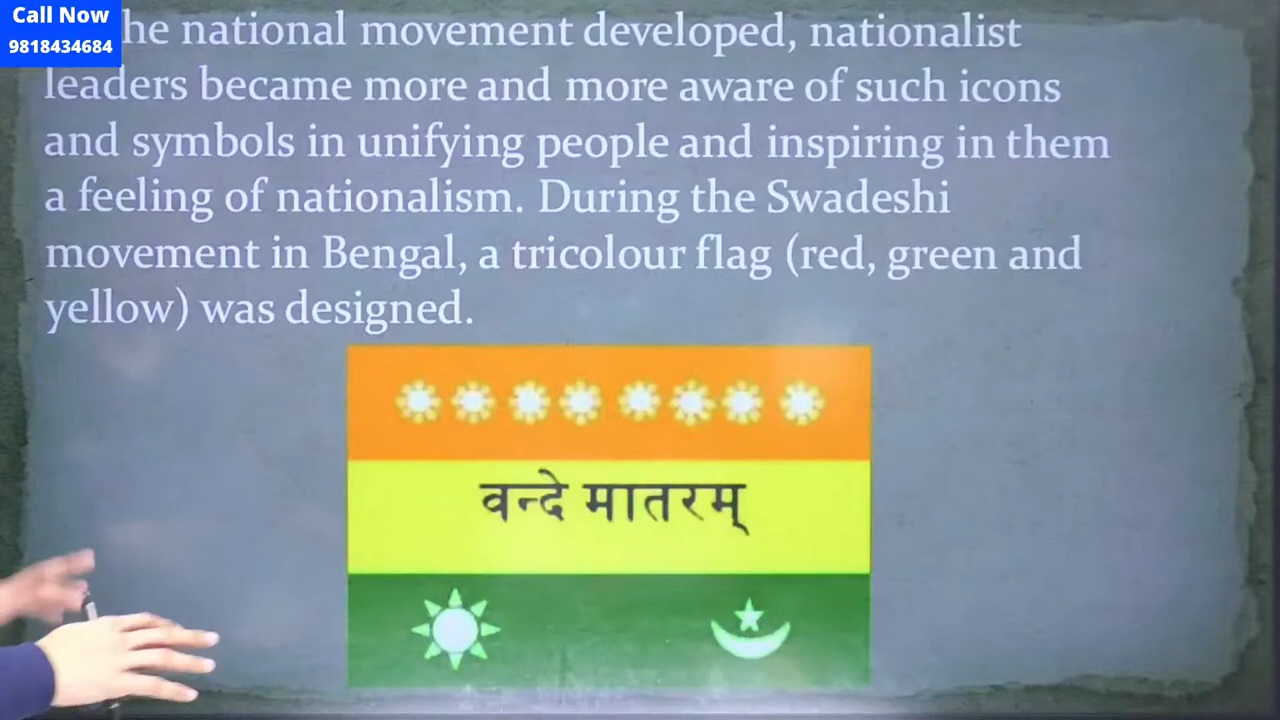 Call Now
9818434684
he national movement developed, nationalist
leaders became more and more aware of such icons
and symbols in unifying people and inspiring in them
a feeling of nationalism. During the Swadeshi
movement in Bengal, a tricolour flag (red, green and
yellow) was designed.
वन्दे मातरम्